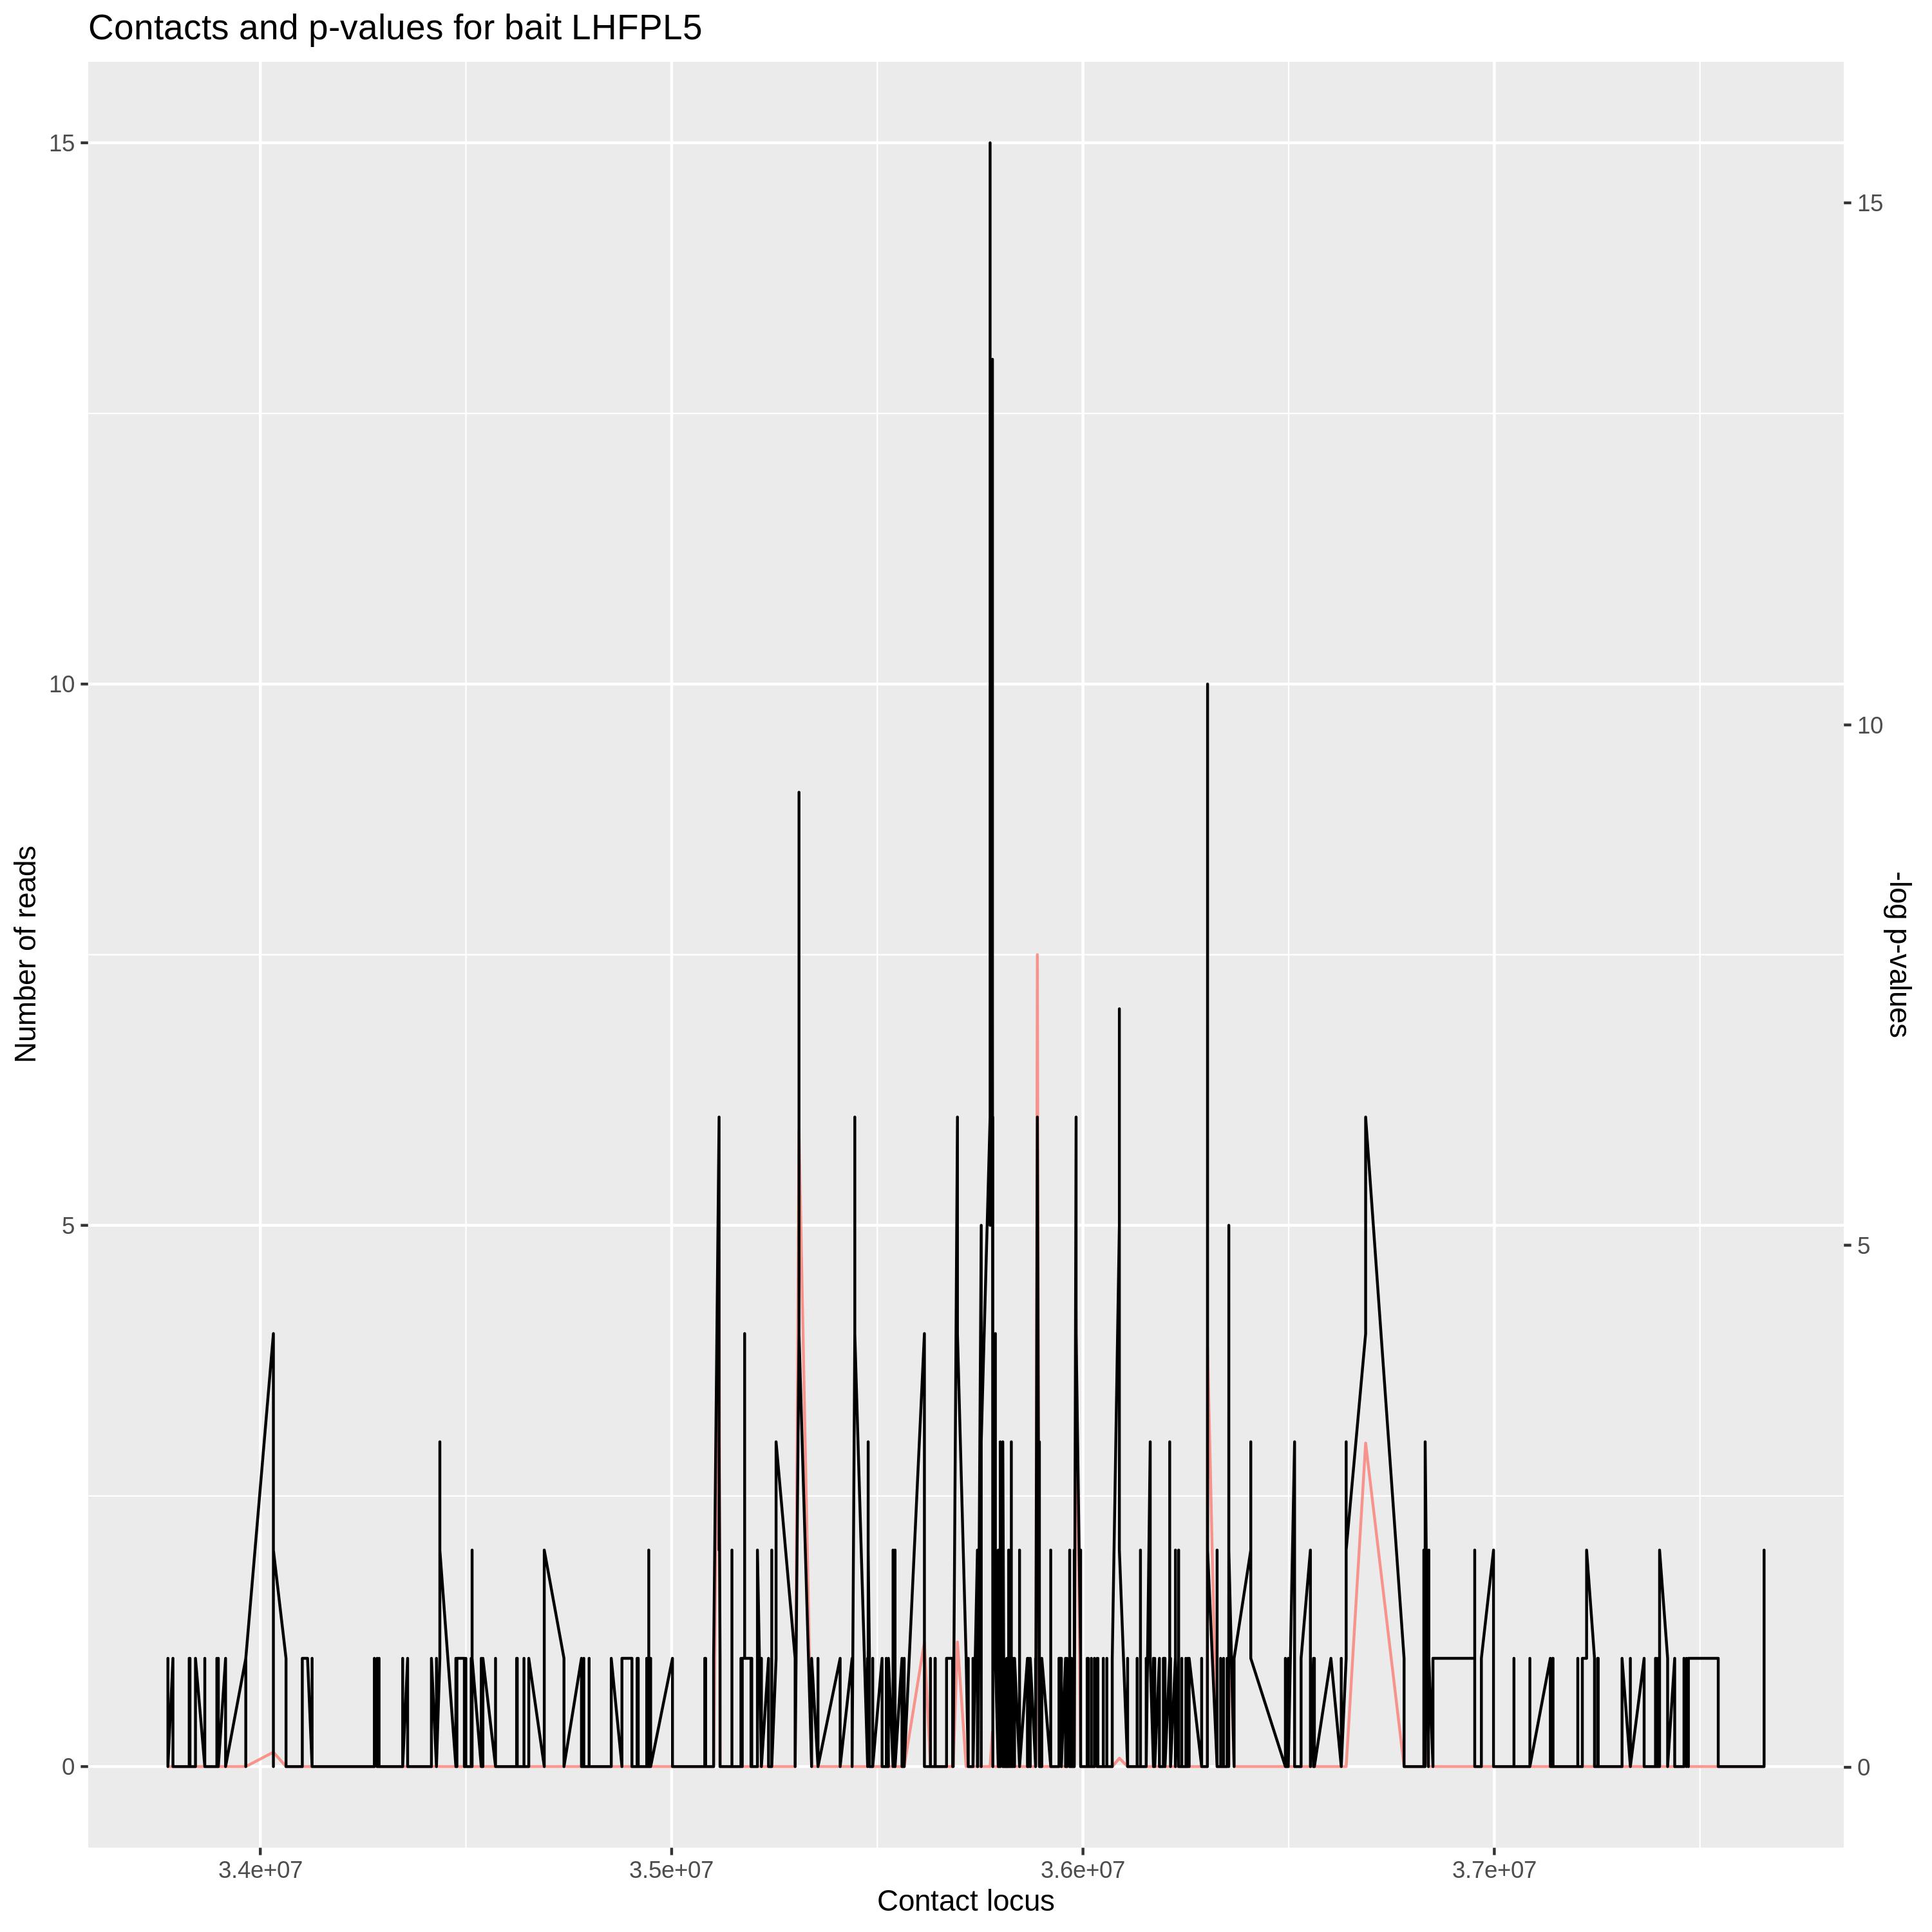 Contacts and p-values for bait LHFPL5
15
10
5
0
Number of reads
15
10
5
0
-log p-values
3.4e+07 3.5e+07 3.6e+07 3.7e+07
Contact locus